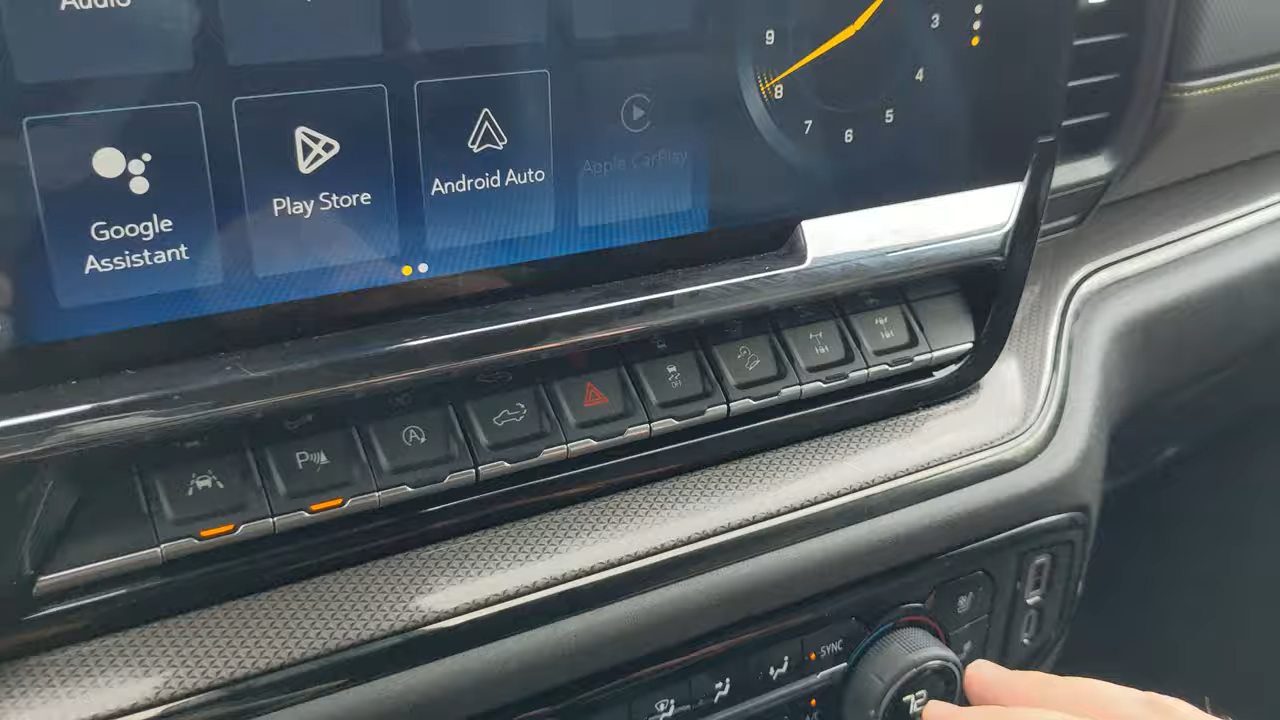 Audio
9
3
8
4
7
6
5
Google
Assistant
Play Store
Android Auto
Apple CarPlay
P
A
OFF
SYNC
72
A/C